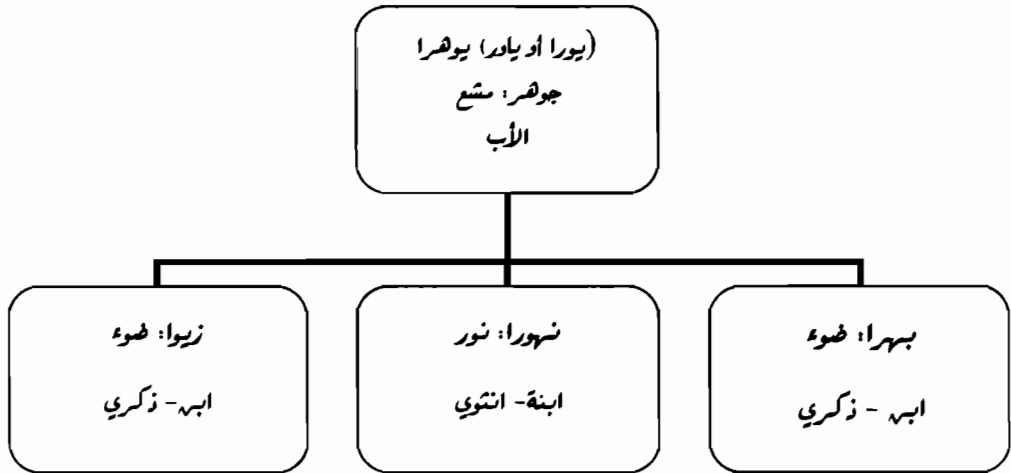 (يورا أو ياور) يوهرا
جوهر: مشع
الأب
بهرا: ضوء
ابن - ذكري
نهورا: نور
ابنة - انثوي
زيوا: ضوء
ابن - ذكري